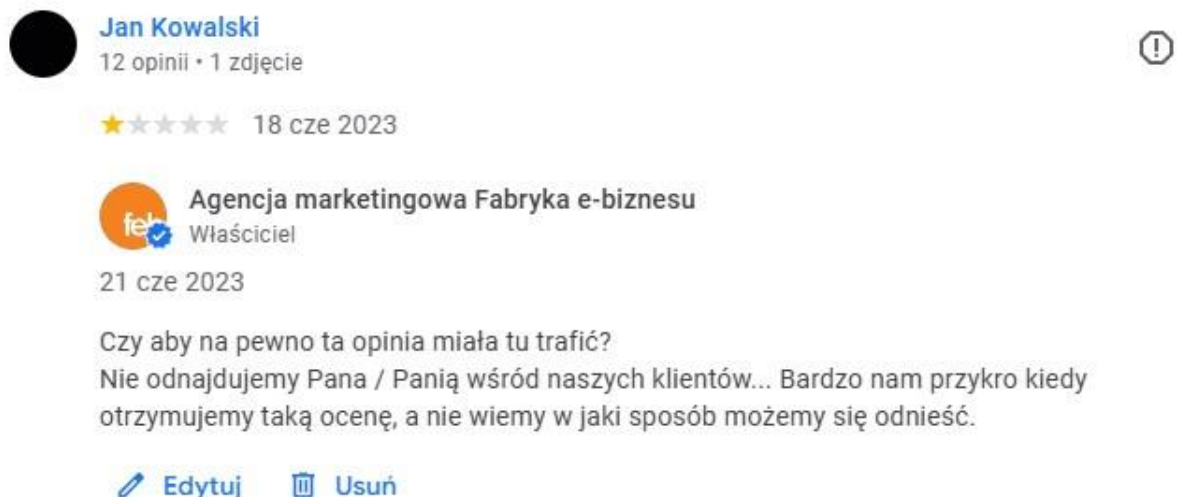 Jan Kowalski
12 opinii • 1 zdjęcie
18 cze 2023
feb
Agencja marketingowa Fabryka e-biznesu
Właściciel
21 cze 2023
Czy aby na pewno ta opinia miała tu trafić?
Nie odnajdujemy Pana / Panią wśród naszych klientów... Bardzo nam przykro kiedy
otrzymujemy taką ocenę, a nie wiemy w jaki sposób możemy się odnieść.
Edytuj Usuń